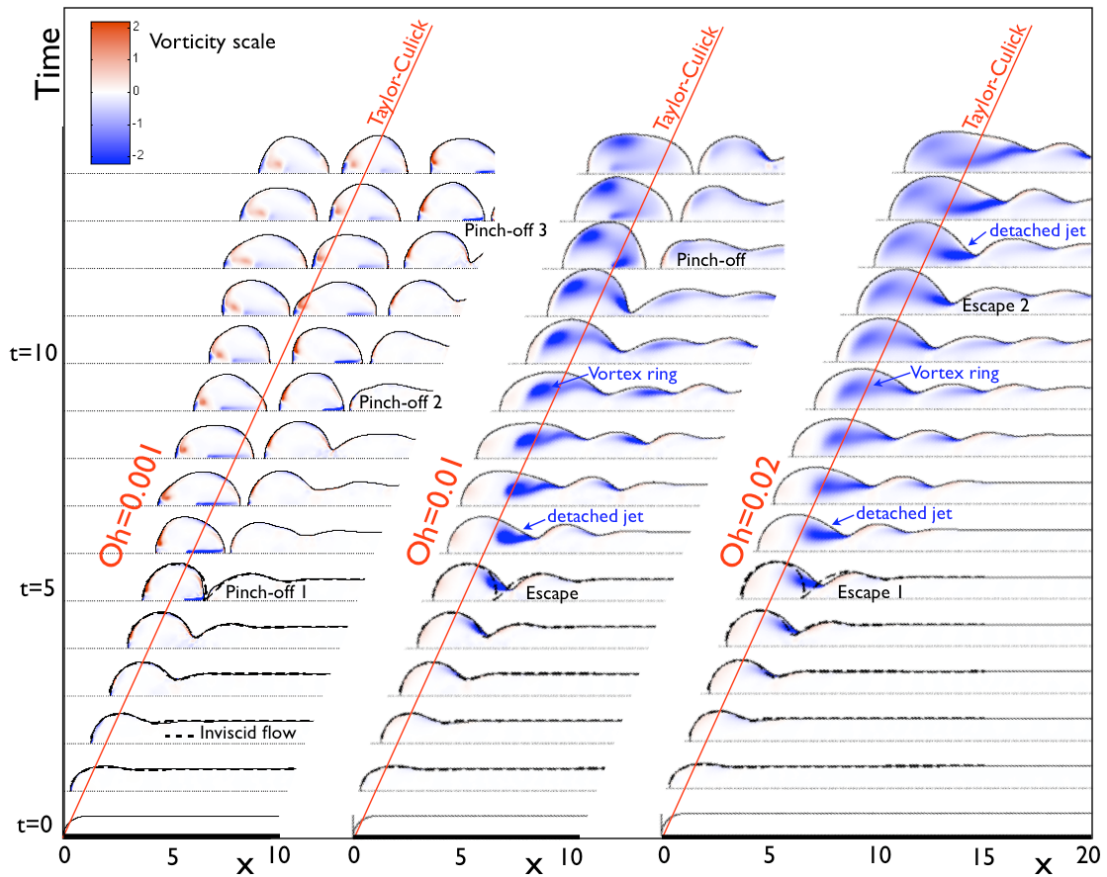 2
1
0
-1
-2
Vorticity scale
Time
Taylor-Culick
Taylor-Culick
Taylor-Culick
Pinch-off 3
detached jet
Pinch-off
Escape 2
t=10
Vortex ring
Vortex ring
Pinch-off 2
Oh=0.001
Oh=0.01
Oh=0.02
detached jet
detached jet
t=5
Pinch-off 1
Escape
Escape 1
Inviscid flow
t=0
0 5 10 0 5 10 0 5 10 15 20
x x x